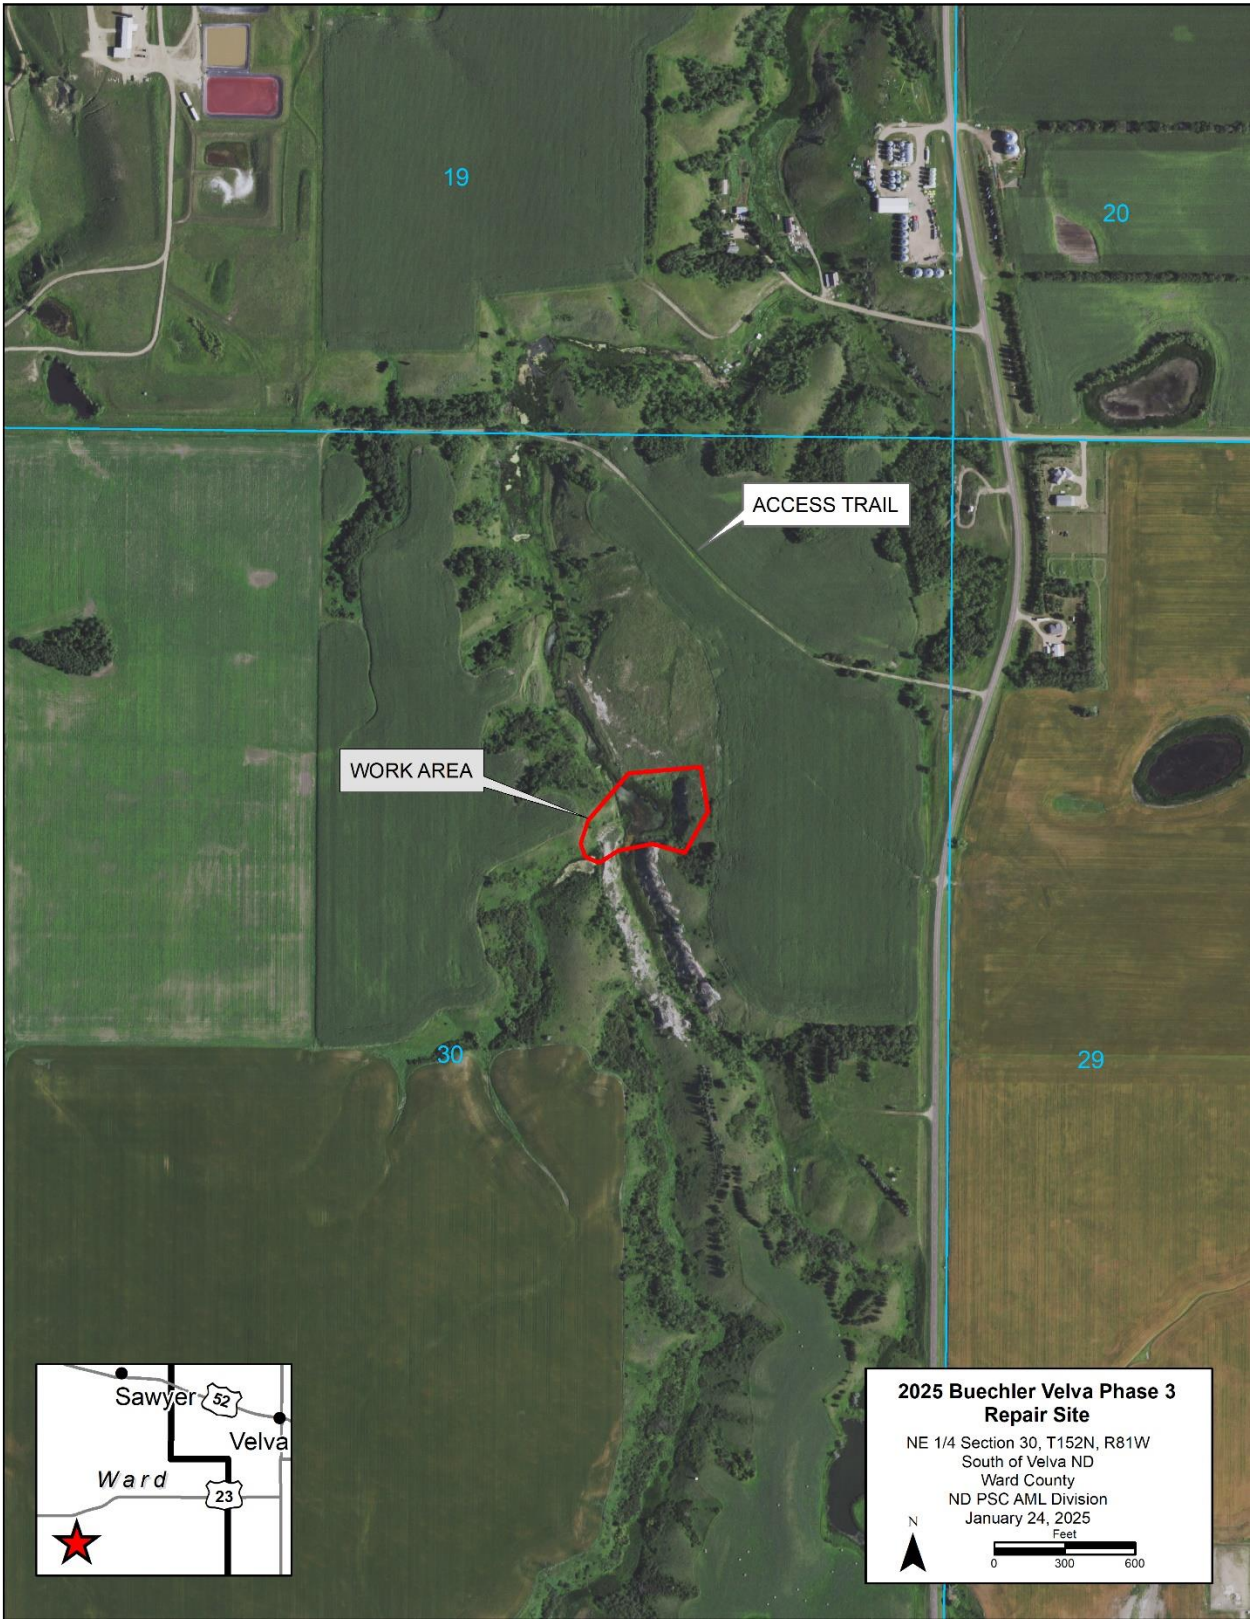 19
20
ACCESS TRAIL
WORK AREA
30
29
Sawyer
52
Velva
Ward
23
2025 Buechler Velva Phase 3
Repair Site
NE 1/4 Section 30, T152N, R81W
South of Velva ND
Ward County
ND PSC AML Division
January 24, 2025
N
Feet
0 300 600